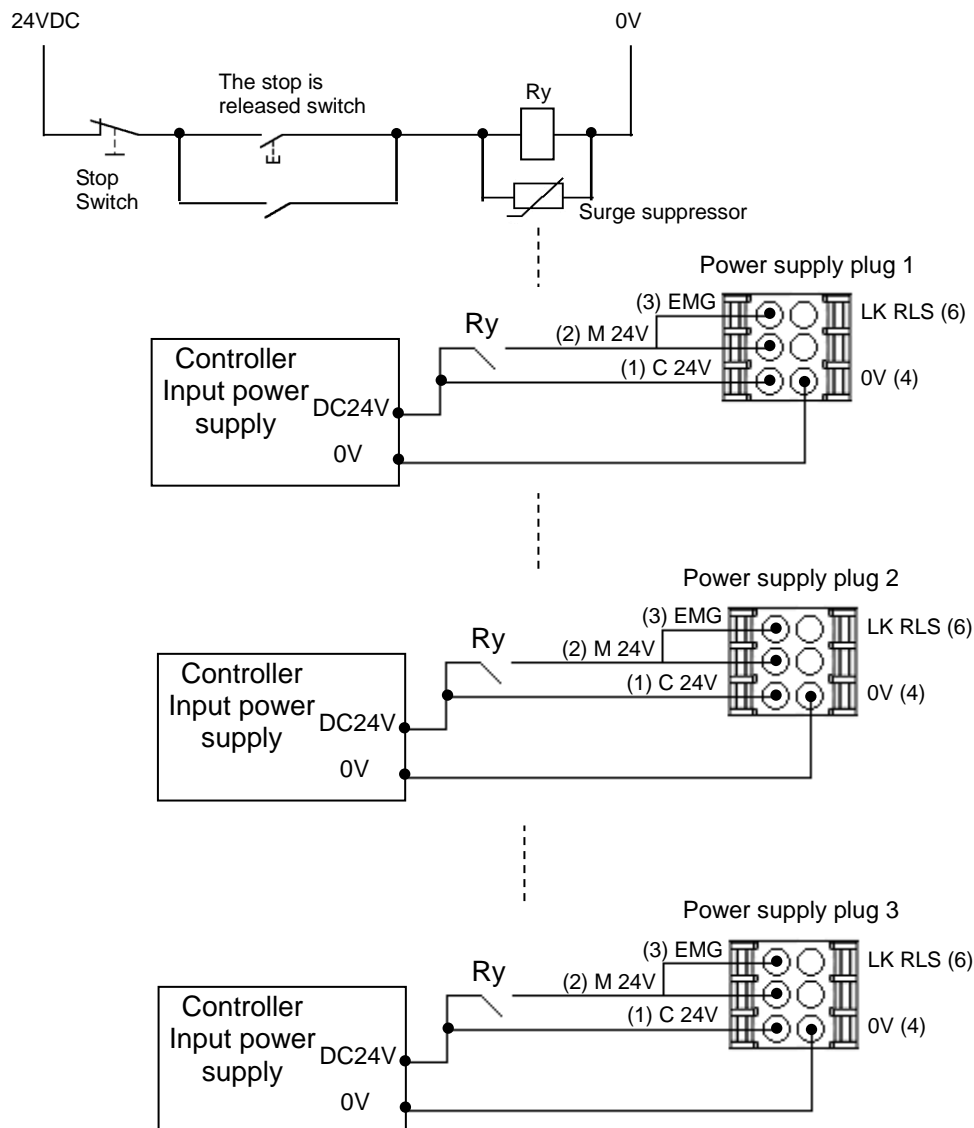 24VDC
0V
The stop is
released switch
Ry
Stop
Switch
Surge suppressor
Power supply plug 1
(3) EMG
LK RLS (6)
Ry
(2) M 24V
Controller
Input power
supply
(1) C 24V
0V (4)
DC24V
0V
Power supply plug 2
(3) EMG
LK RLS (6)
Ry
(2) M 24V
Controller
Input power
supply
(1) C 24V
0V (4)
DC24V
0V
Power supply plug 3
(3) EMG
LK RLS (6)
Ry
(2) M 24V
Controller
Input power
supply
(1) C 24V
0V (4)
DC24V
0V